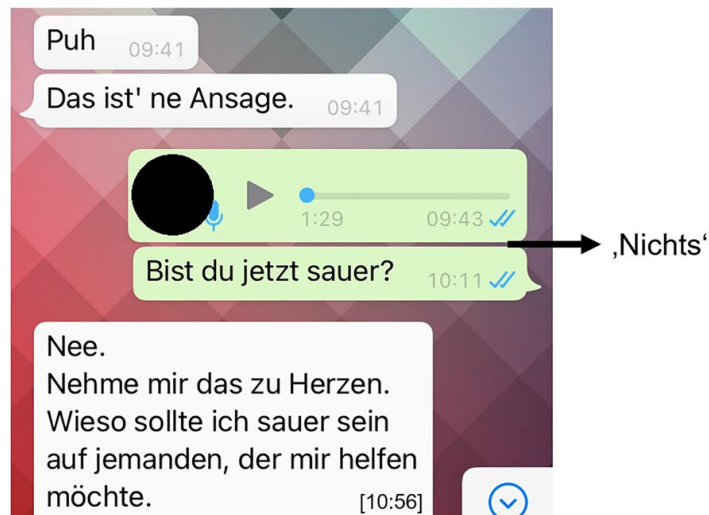 Puh 09:41
Das ist' ne Ansage. 09:41
1:29 09:43
‚Nichts‘
Bist du jetzt sauer? 10:11
Nee.
Nehme mir das zu Herzen.
Wieso sollte ich sauer sein
auf jemanden, der mir helfen
möchte. [10:56]